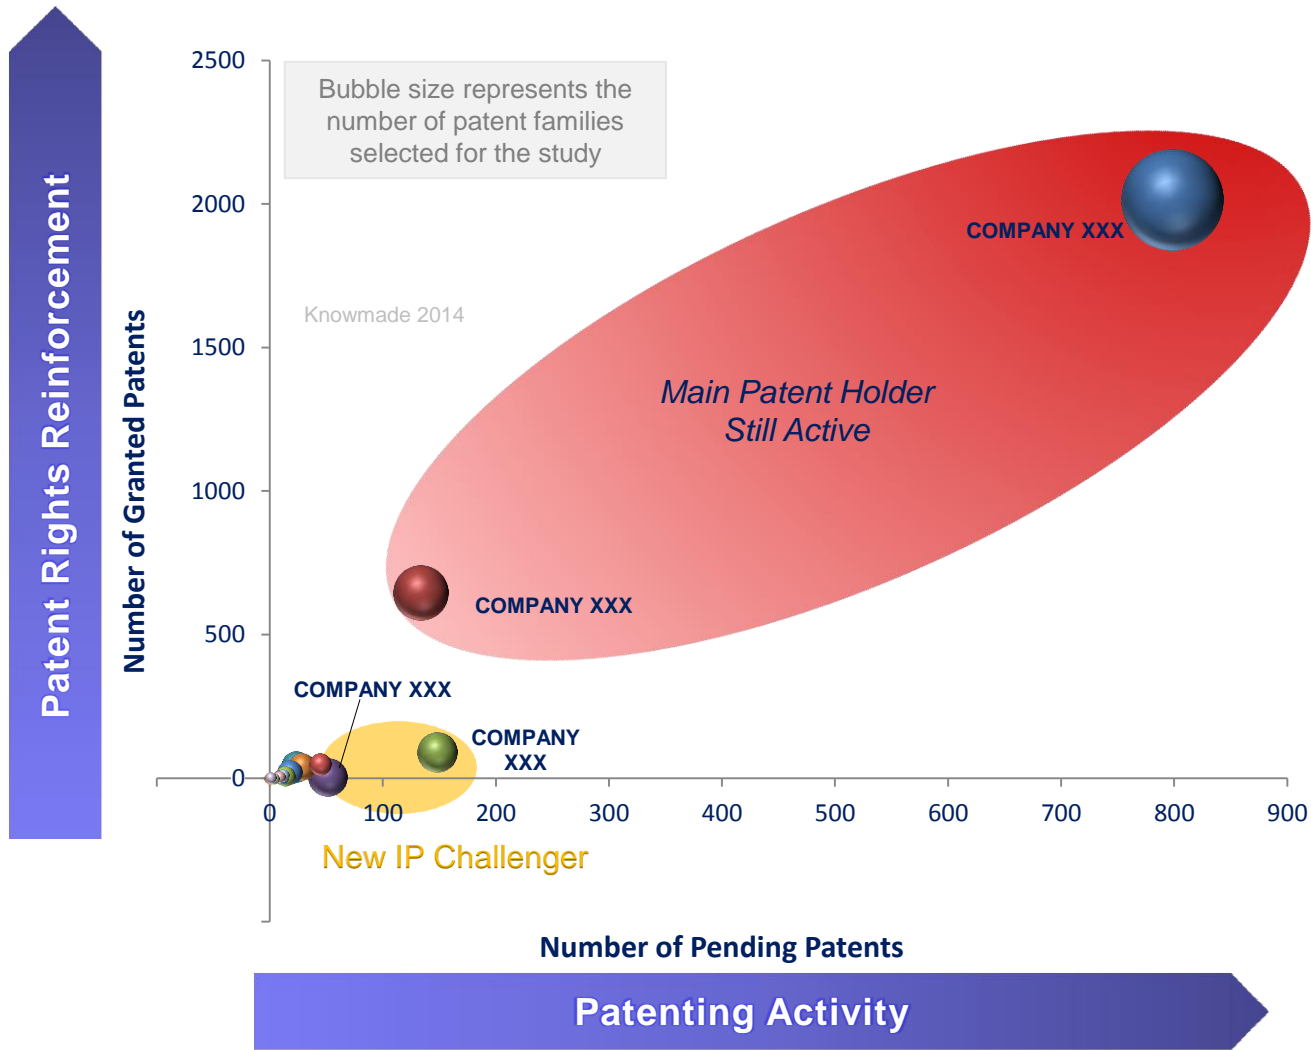 Patent Rights Reinforcement
Number of Granted Patents
2500
2000
1500
1000
500
0
Bubble size represents the
number of patent families
selected for the study
Knowmade 2014
COMPANY XXX
Main Patent Holder
Still Active
COMPANY XXX
COMPANY XXX
COMPANY
XXX
0
100
200
300
400
500
600
700
800
900
New IP Challenger
Number of Pending Patents
Patenting Activity